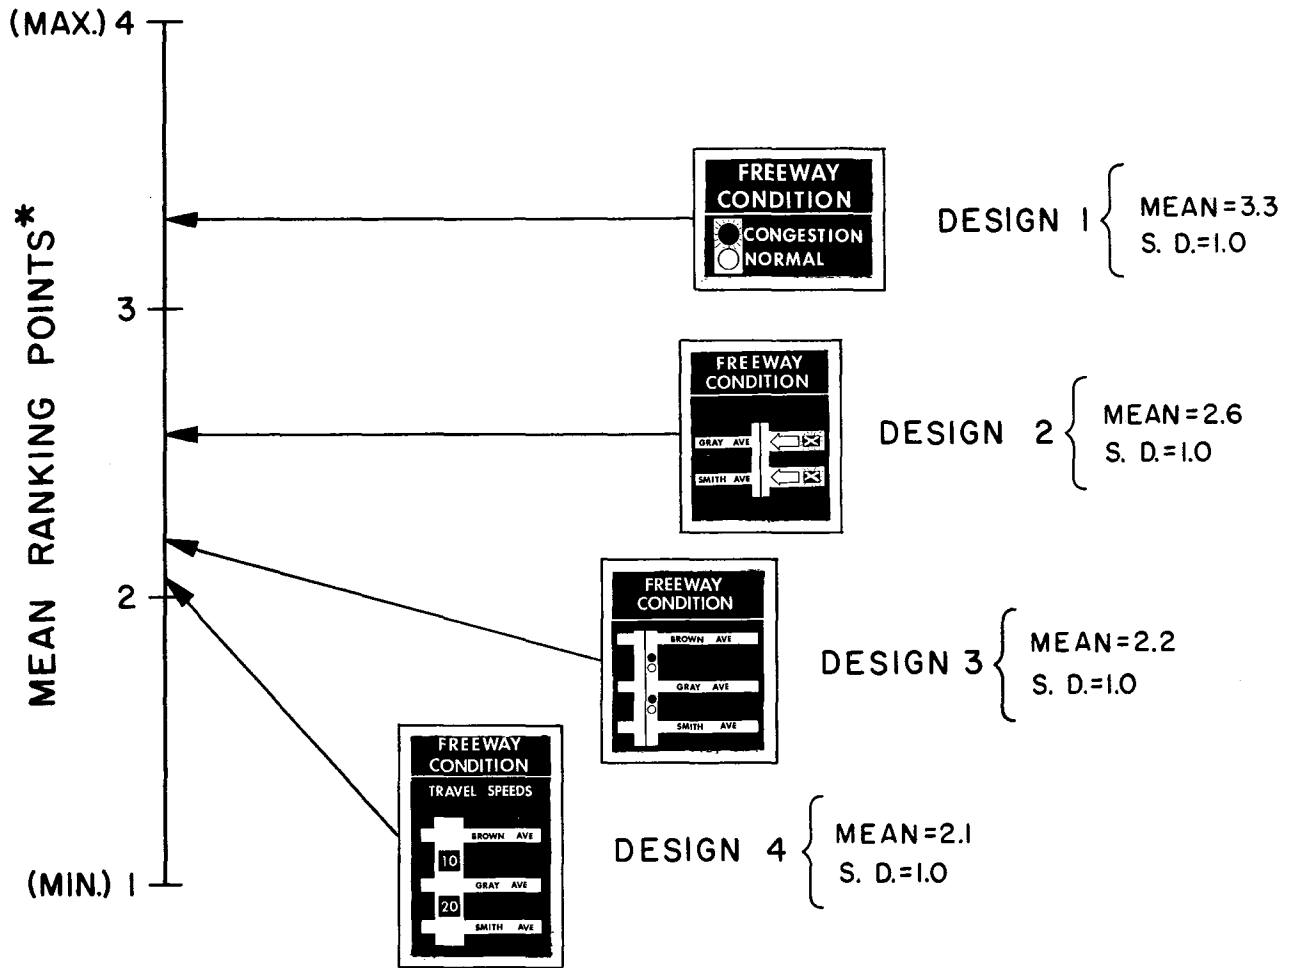 (MAX.) 4
3
2
(MIN.) 1
MEAN RANKING POINTS*
FREEWAY
CONDITION
CONGESTION
NORMAL
DESIGN 1
MEAN=3.3
S. D.=1.0
FREEWAY
CONDITION
GRAY AVE
SMITH AVE
DESIGN 2
MEAN=2.6
S. D.=1.0
FREEWAY
CONDITION
BROWN AVE
GRAY AVE
SMITH AVE
DESIGN 3
MEAN=2.2
S. D.=1.0
FREEWAY
CONDITION
TRAVEL SPEEDS
BROWN AVE
10
GRAY AVE
20
SMITH AVE
DESIGN 4
MEAN=2.1
S. D.=1.0